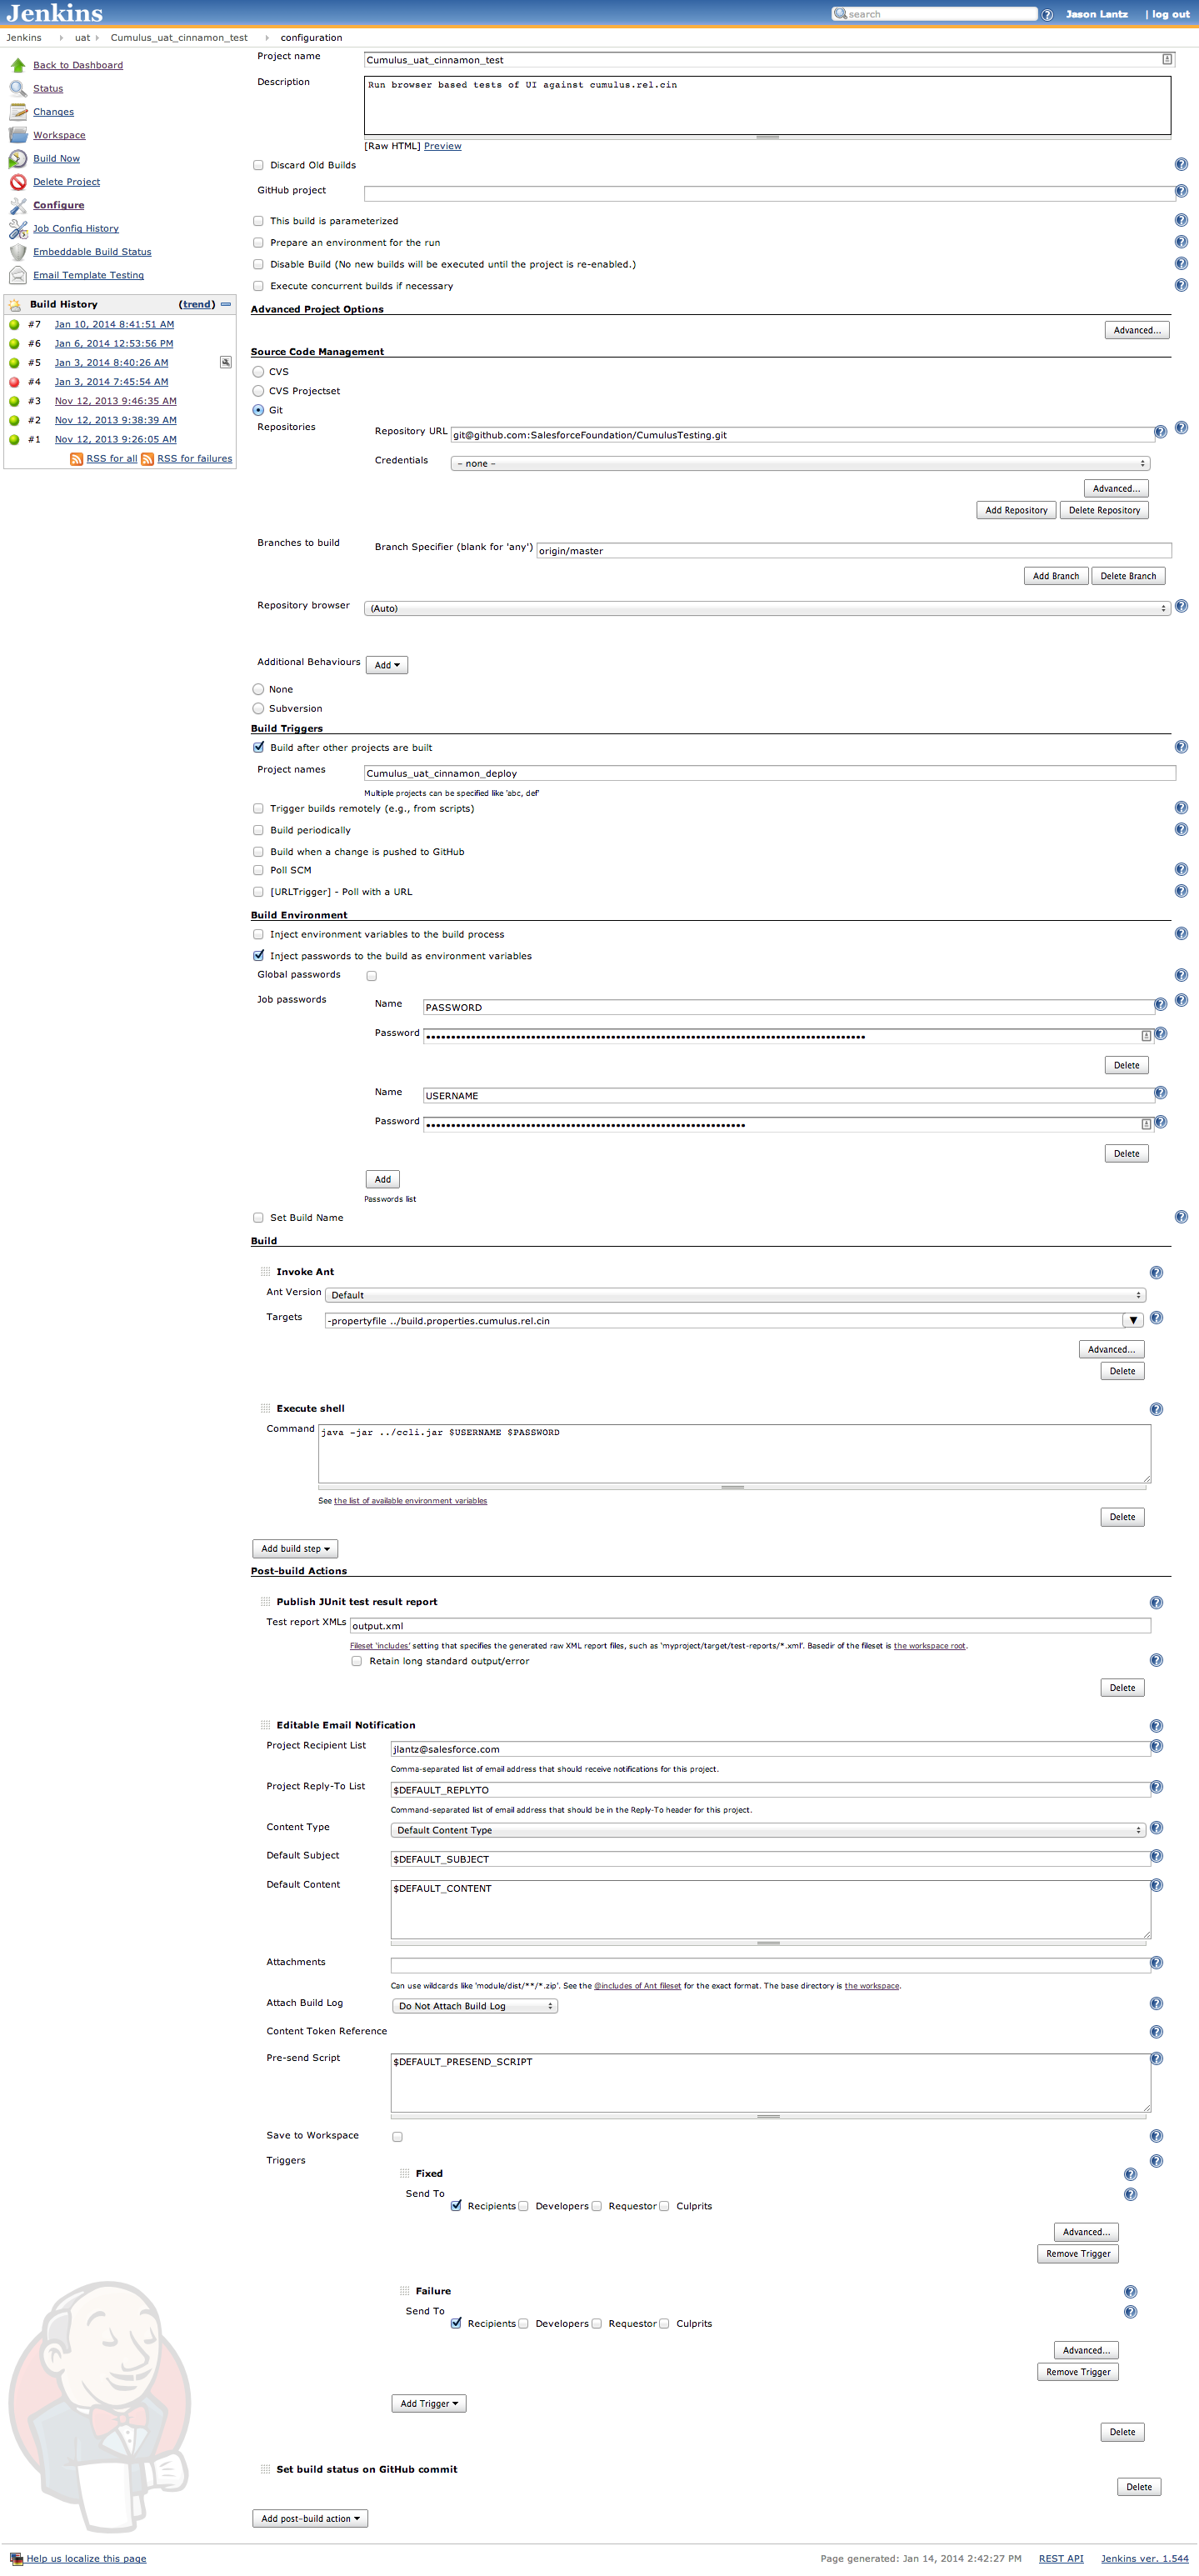 Jenkins
search
Jason Lantz | log out
Jenkins uat Cumulus_uat_cinnamon_test configuration
Back to Dashboard
Status
Changes
Workspace
Build Now
Delete Project
Configure
Job Config History
Embeddable Build Status
Email Template Testing
Build History (trend)
#7 Jan 10, 2014 8:41:51 AM
#6 Jan 6, 2014 12:53:56 PM
#5 Jan 3, 2014 8:40:26 AM
#4 Jan 3, 2014 7:45:54 AM
#3 Nov 12, 2013 9:46:35 AM
#2 Nov 12, 2013 9:38:39 AM
#1 Nov 12, 2013 9:26:05 AM
RSS for all RSS for failures
Project name Cumulus_uat_cinnamon_test
Description Run browser based tests of UI against cumulus.rel.cin
[Raw HTML] Preview
Discard Old Builds
GitHub project
This build is parameterized
Prepare an environment for the run
Disable Build (No new builds will be executed until the project is re-enabled.)
Execute concurrent builds if necessary
Advanced Project Options
Advanced...
Source Code Management
CVS
CVS Projectset
Git
Repositories Repository URL git@github.com:SalesforceFoundation/CumulusTesting.git
Credentials - none -
Advanced...
Add Repository Delete Repository
Branches to build Branch Specifier (blank for 'any') origin/master
Add Branch Delete Branch
Repository browser (Auto)
Additional Behaviours Add
None
Subversion
Build Triggers
Build after other projects are built
Project names Cumulus_uat_cinnamon_deploy
Multiple projects can be specified like 'abc, def'
Trigger builds remotely (e.g., from scripts)
Build periodically
Build when a change is pushed to GitHub
Poll SCM
[URLTrigger] - Poll with a URL
Build Environment
Inject environment variables to the build process
Inject passwords to the build as environment variables
Global passwords
Job passwords Name PASSWORD
Password
Delete
Name USERNAME
Password
Delete
Add
Passwords list
Set Build Name
Build
Invoke Ant
Ant Version Default
Targets -propertyfile ../build.properties.cumulus.rel.cin
Advanced...
Delete
Execute shell
Command java -jar ../ccli.jar $USERNAME $PASSWORD
See the list of available environment variables
Delete
Add build step
Post-build Actions
Publish JUnit test result report
Test report XMLs output.xml
Fileset 'includes' setting that specifies the generated raw XML report files, such as 'myproject/target/test-reports/*.xml'. Basedir of the fileset is the workspace root.
Retain long standard output/error
Delete
Editable Email Notification
Project Recipient List jlantz@salesforce.com
Comma-separated list of email address that should receive notifications for this project.
Project Reply-To List $DEFAULT_REPLYTO
Command-separated list of email address that should be in the Reply-To header for this project.
Content Type Default Content Type
Default Subject $DEFAULT_SUBJECT
Default Content $DEFAULT_CONTENT
Attachments
Can use wildcards like 'module/dist/**/*.zip'. See the @includes of Ant fileset for the exact format. The base directory is the workspace.
Attach Build Log Do Not Attach Build Log
Content Token Reference
Pre-send Script $DEFAULT_PRESEND_SCRIPT
Save to Workspace
Triggers
Fixed
Send To
Recipients Developers Requestor Culprits
Advanced...
Remove Trigger
Failure
Send To
Recipients Developers Requestor Culprits
Advanced...
Remove Trigger
Add Trigger
Delete
Set build status on GitHub commit
Delete
Add post-build action
Help us localize this page Page generated: Jan 14, 2014 2:42:27 PM REST API Jenkins ver. 1.544